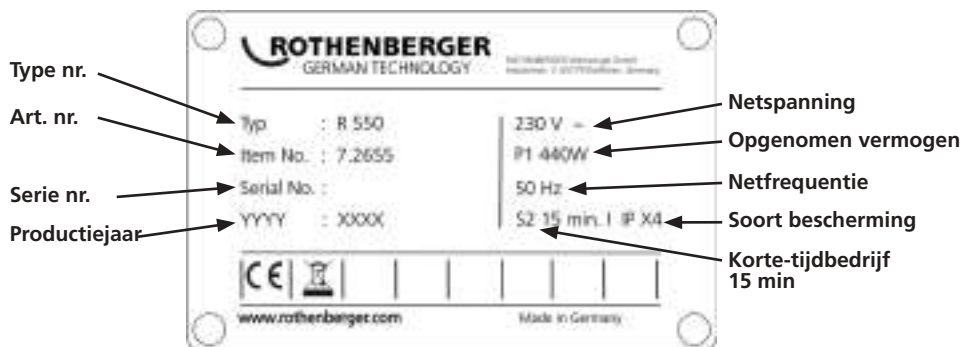 ROTHENBERGER
GERMAN TECHNOLOGY
Type nr.
Art. nr.
Serie nr.
Productiejaar
Typ : R 550
Item No. : 7.2655
Serial No. :
YYYY : XXXX
230 V ~
P1 440W
50 Hz
S2 15 min. I IP X4
Netspanning
Opgenomen vermogen
Netfrequentie
Soort bescherming
Korte-tijdbedrijf
15 min
CE
www.rothenberger.com
Made in Germany